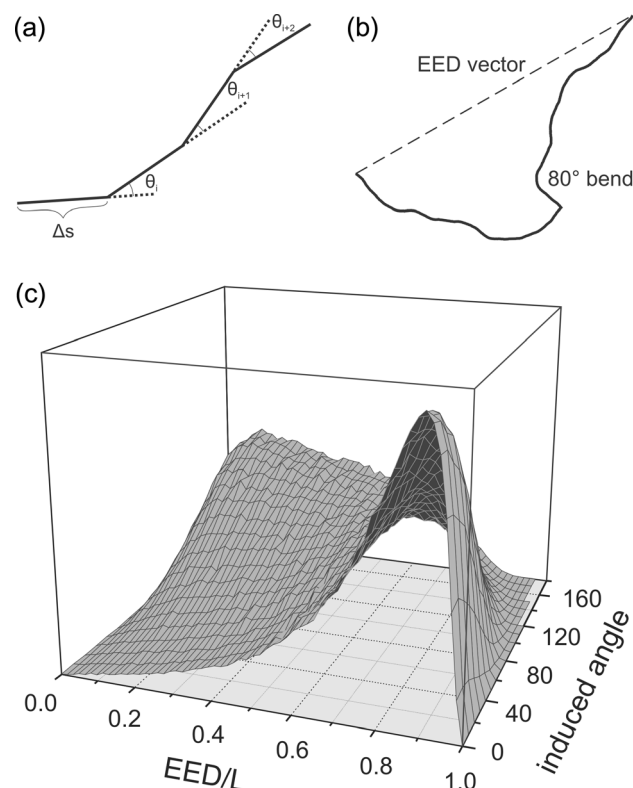 (a)
θi+2
θi+1
θi
Δs
(b)
EED vector
80° bend
(c)
0.0
0.2
0.4
0.6
0.8
1.0
EED/L
0
40
80
120
160
induced angle